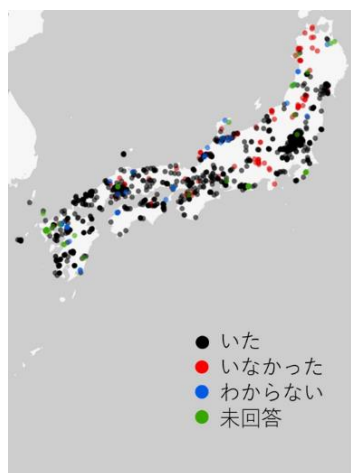 いた
いなかった
わからない
未回答